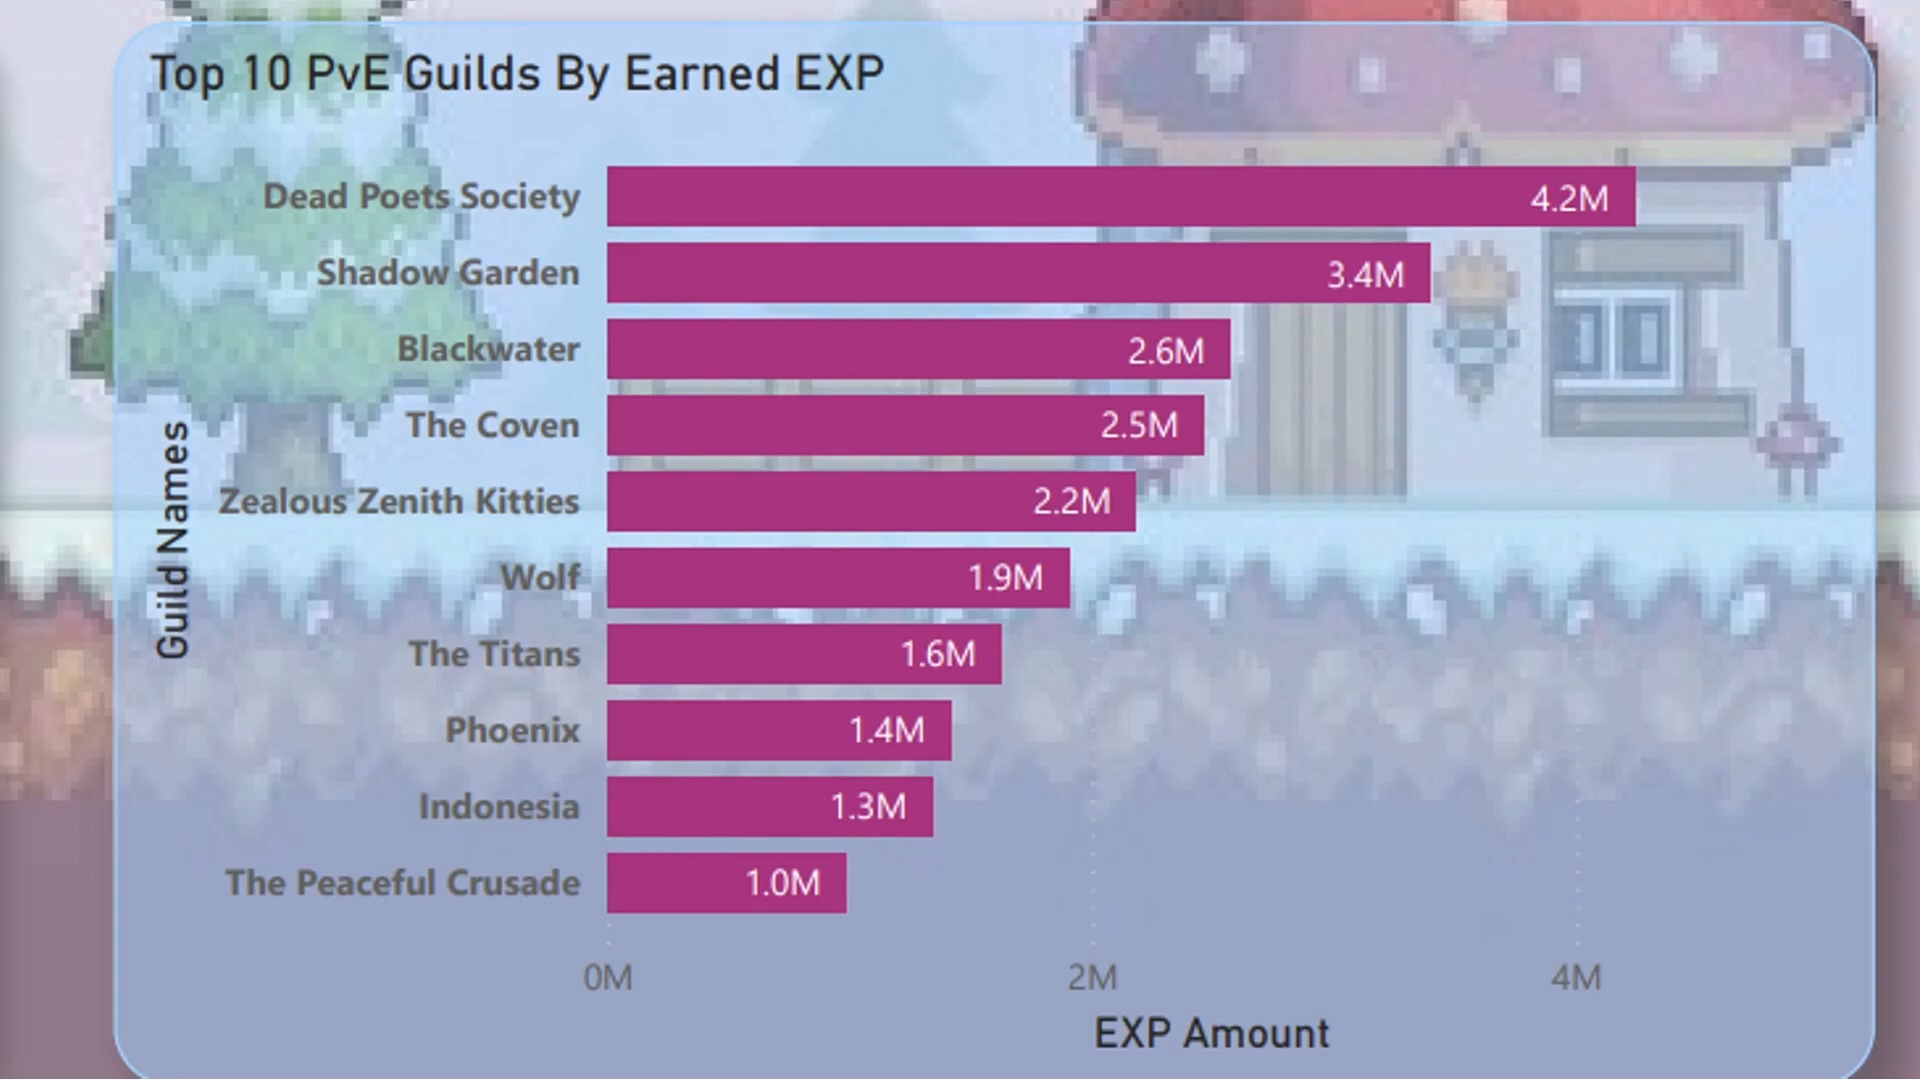 Top 10 PvE Guilds By Earned EXP
Guild Names
Dead Poets Society 4.2M
Shadow Garden 3.4M
Blackwater 2.6M
The Coven 2.5M
Zealous Zenith Kitties 2.2M
Wolf 1.9M
The Titans 1.6M
Phoenix 1.4M
Indonesia 1.3M
The Peaceful Crusade 1.0M
0M 2M 4M
EXP Amount